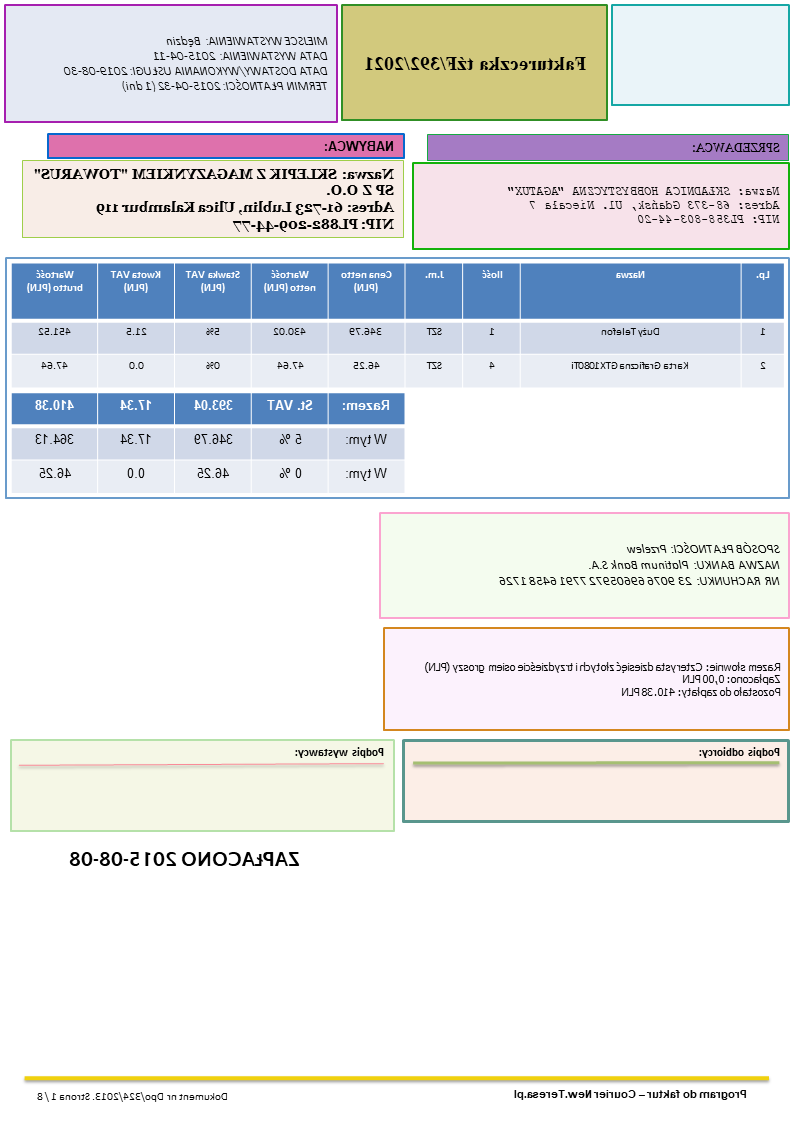 Faktureczka tźF/392/2021
MIEJSCE WYSTAWIENIA: Będzin
DATA WYSTAWIENIA: 2015-04-11
DATA DOSTAWY/WYKONANIA USŁUGI: 2019-08-30
TERMIN PŁATNOŚCI: 2015-04-32 (1 dni)
SPRZEDAWCA:
Nazwa: SKŁADNICA HOBBYSTYCZNA "AGATUX"
Adres: 68-373 Gdańsk, Ul. Niecała 7
NIP: PL358-803-44-20
NABYWCA:
Nazwa: SKLEPIK Z MAGAZYNKIEM "TOWARUS"
SP Z O.O.
Adres: 61-723 Lublin, Ulica Kalambur 119
NIP: PL882-209-44-77
Lp. Nazwa Ilość J.m. Cena netto (PLN) Wartość netto (PLN) Stawka VAT (PLN) Kwota VAT (PLN) Wartość brutto (PLN)
1 Duży Telefon 1 SZT 346.79 430.02 5% 21.5 451.52
2 Karta Graficzna GTX1080Ti 4 SZT 46.25 47.64 0% 0.0 47.64
Razem: St. VAT 393.04 17.34 410.38
W tym: 5 % 346.79 17.34 364.13
W tym: 0 % 46.25 0.0 46.25
SPOSÓB PŁATNOŚCI: Przelew
NAZWA BANKU: Platinum Bank S.A.
NR RACHUNKU: 23 9076 69605972 7791 6458 1726
Razem słownie: Czterysta dziesięć złotych i trzydzieście osiem groszy (PLN)
Zapłacono: 0,00 PLN
Pozostało do zapłaty: 410.38 PLN
Podpis odbiorcy:
Podpis wystawcy:
ZAPŁACONO 2015-08-08
Program do faktur – Courier New.Teresa.pl
Dokument nr Dpo/324/2013. Strona 1 / 8